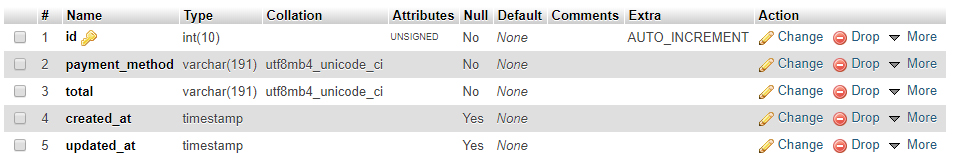 # Name Type Collation Attributes Null Default Comments Extra Action
1 id int(10) UNSIGNED No None AUTO_INCREMENT Change Drop More
2 payment_method varchar(191) utf8mb4_unicode_ci No None Change Drop More
3 total varchar(191) utf8mb4_unicode_ci No None Change Drop More
4 created_at timestamp Yes None Change Drop More
5 updated_at timestamp Yes None Change Drop More